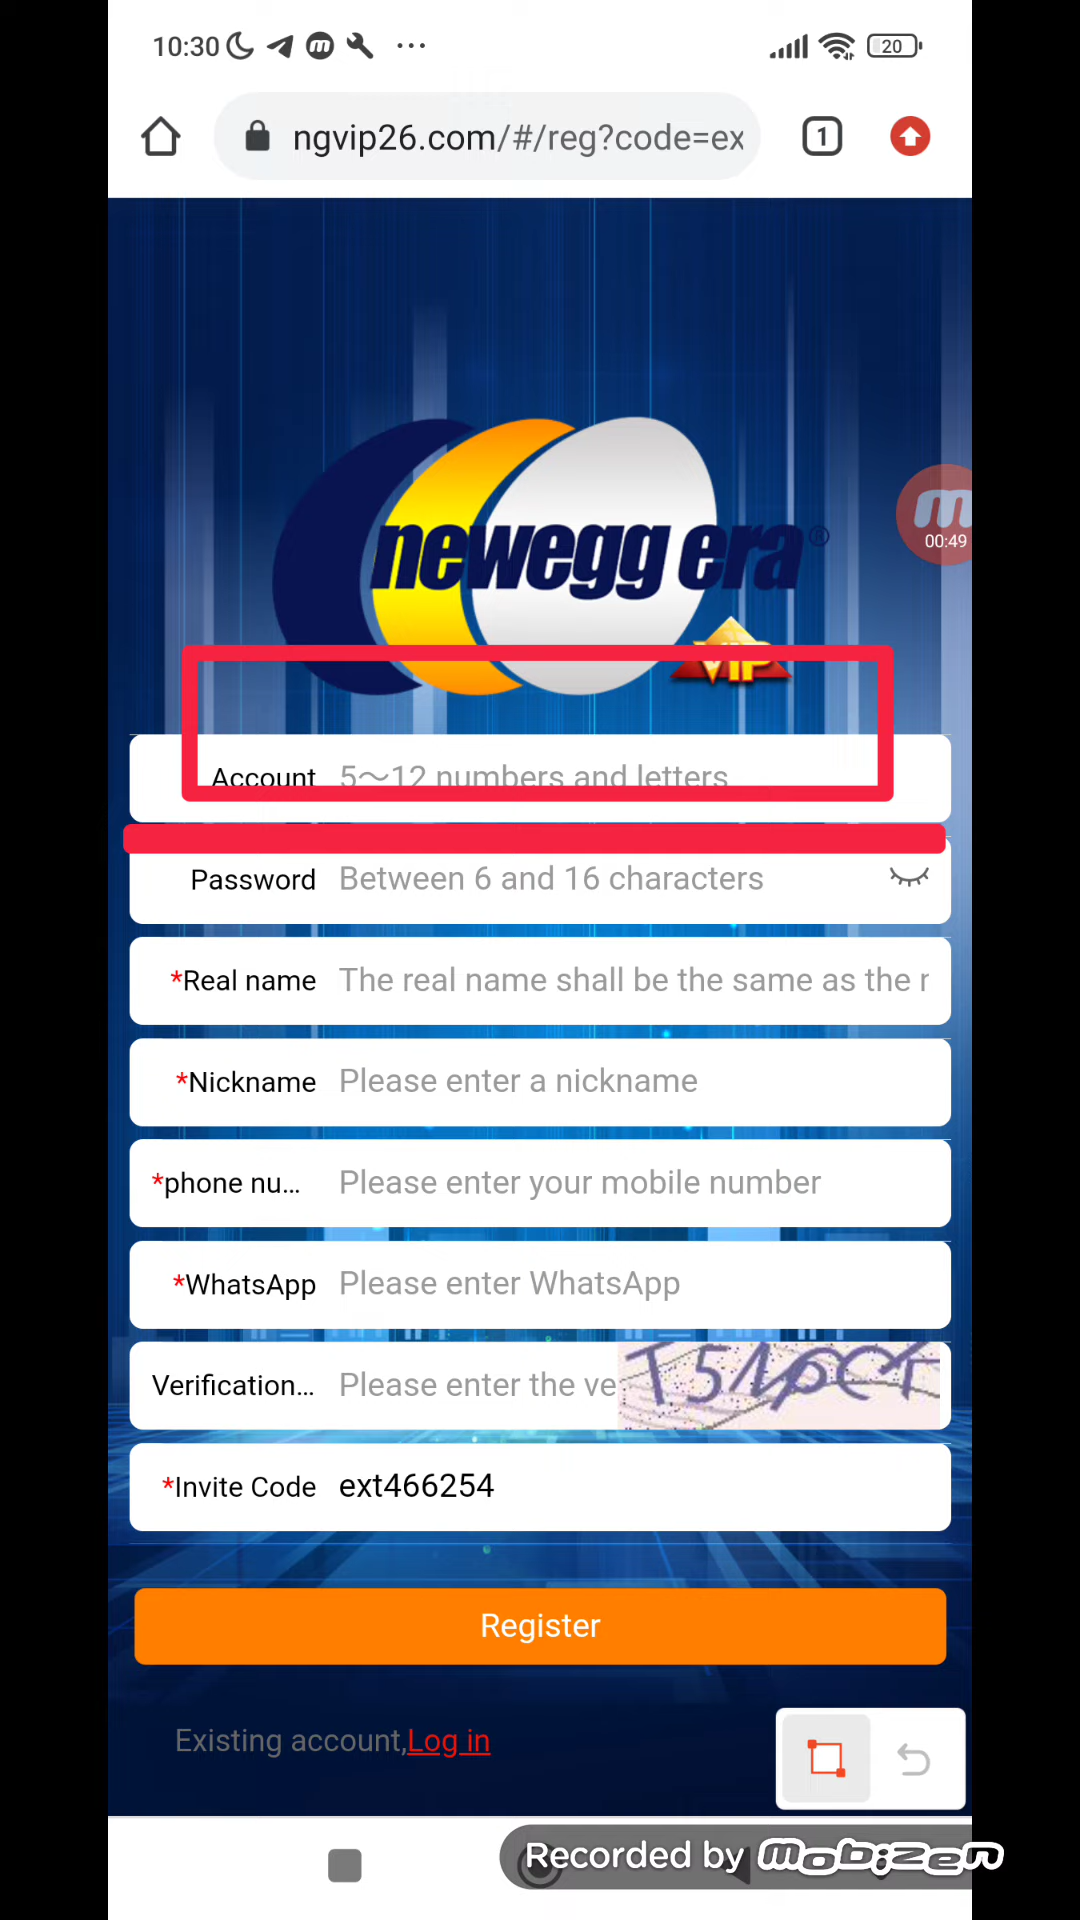 10:30
20
ngvip26.com/#/reg?code=ex
1
newegg era®
00:49
VIP
Account 5～12 numbers and letters
Password Between 6 and 16 characters
*Real name The real name shall be the same as the r
*Nickname Please enter a nickname
*phone nu... Please enter your mobile number
*WhatsApp Please enter WhatsApp
Verification... Please enter the ve
*Invite Code ext466254
Register
Existing account,Log in
Recorded by mobizen